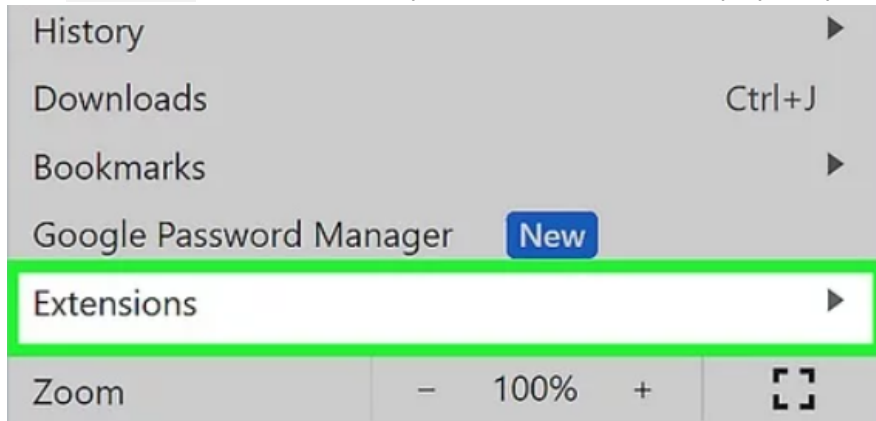 History
Downloads Ctrl+J
Bookmarks
Google Password Manager New
Extensions
Zoom − 100% +